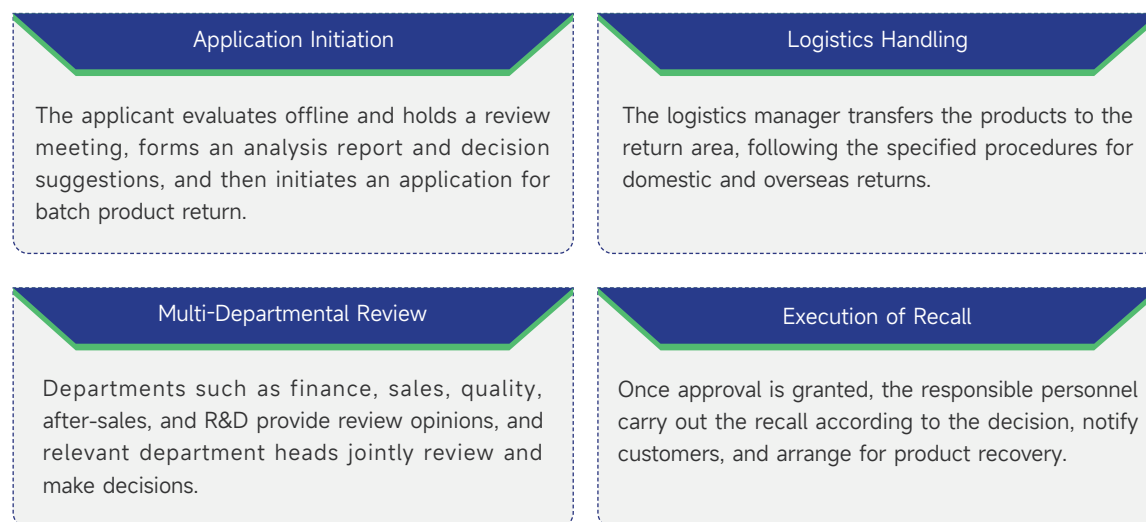 Application Initiation
The applicant evaluates offline and holds a review
meeting, forms an analysis report and decision
suggestions, and then initiates an application for
batch product return.
Logistics Handling
The logistics manager transfers the products to the
return area, following the specified procedures for
domestic and overseas returns.
Multi-Departmental Review
Departments such as finance, sales, quality,
after-sales, and R&D provide review opinions, and
relevant department heads jointly review and
make decisions.
Execution of Recall
Once approval is granted, the responsible personnel
carry out the recall according to the decision, notify
customers, and arrange for product recovery.